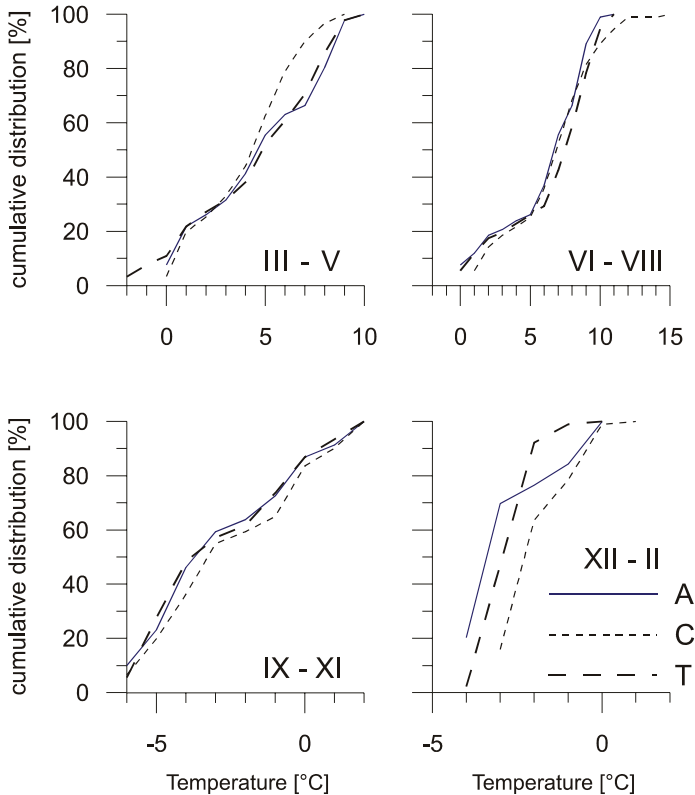 cumulative distribution [%]
100
80
60
40
20
0
III - V
0 5 10
VI - VIII
0 5 10 15
cumulative distribution [%]
100
80
60
40
20
0
IX - XI
-5 0
Temperature [°C]
XII - II
A
C
T
-5 0
Temperature [°C]